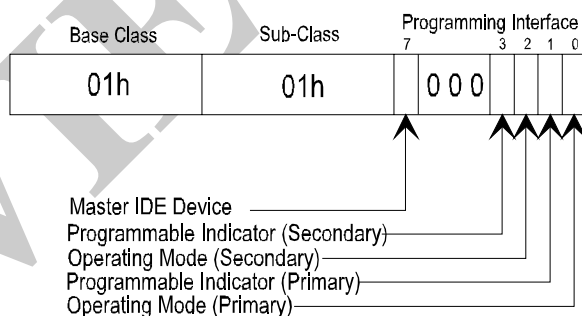 Base Class Sub-Class Programming Interface
7 3 2 1 0
01h 01h 0 0 0
Master IDE Device
Programmable Indicator (Secondary)
Operating Mode (Secondary)
Programmable Indicator (Primary)
Operating Mode (Primary)